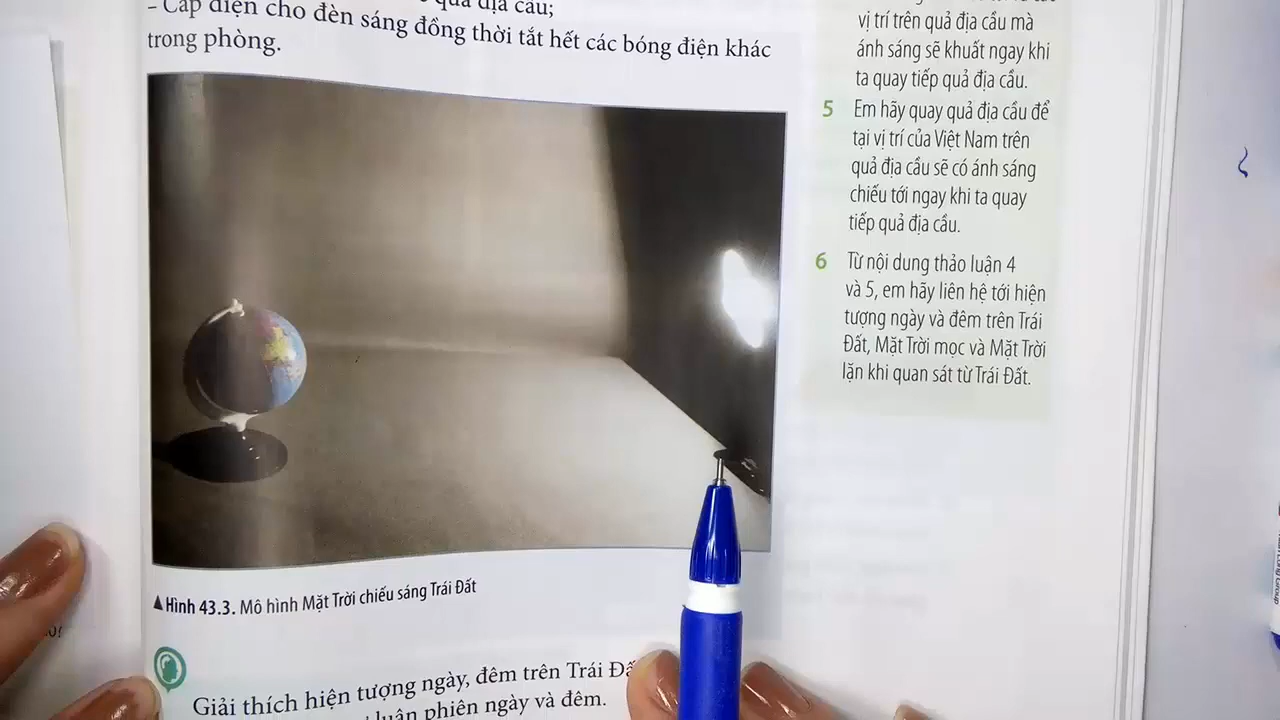 quả địa cầu;
- Cấp điện cho đèn sáng đồng thời tắt hết các bóng điện khác
trong phòng.
▲Hình 43.3. Mô hình Mặt Trời chiếu sáng Trái Đất
Giải thích hiện tượng ngày, đêm trên Trái
luân phiên ngày và đêm.
vị trí trên quả địa cầu mà
ánh sáng sẽ khuất ngay khi
ta quay tiếp quả địa cầu.
5 Em hãy quay quả địa cầu để
tại vị trí của Việt Nam trên
quả địa cầu sẽ có ánh sáng
chiếu tới ngay khi ta quay
tiếp quả địa cầu.
6 Từ nội dung thảo luận 4
và 5, em hãy liên hệ tới hiện
tượng ngày và đêm trên Trái
Đất, Mặt Trời mọc và Mặt Trời
lặn khi quan sát từ Trái Đất.